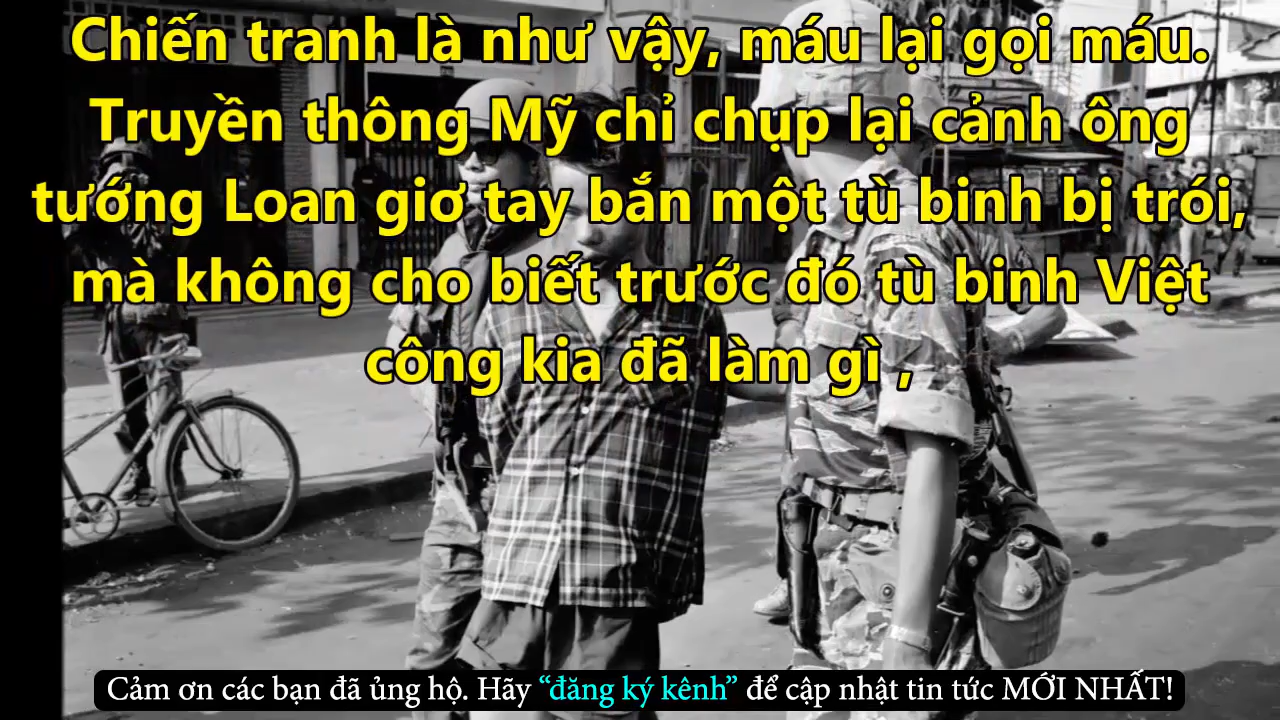 Chiến tranh là như vậy, máu lại gọi máu.
Truyền thông Mỹ chỉ chụp lại cảnh ông
tướng Loan giơ tay bắn một tù binh bị trói,
mà không cho biết trước đó tù binh Việt
công kia đã làm gì ,
Cảm ơn các bạn đã ủng hộ. Hãy “đăng ký kênh” để cập nhật tin tức MỚI NHẤT!